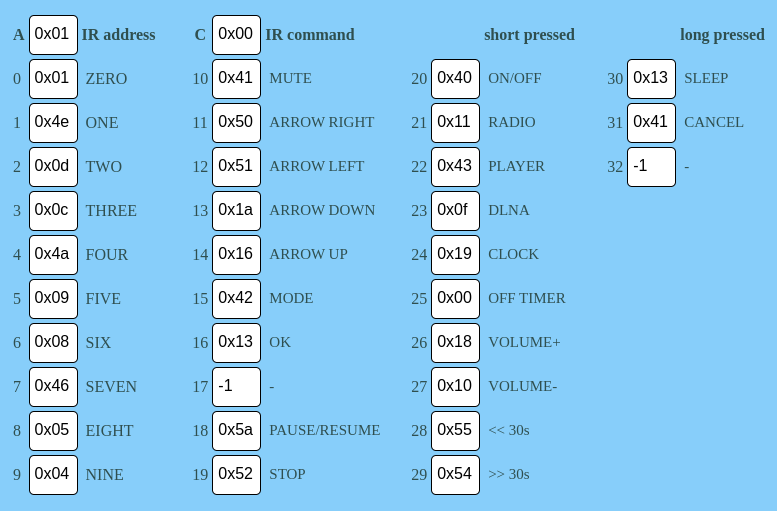 A 0x01 IR address C 0x00 IR command short pressed long pressed
0 0x01 ZERO 10 0x41 MUTE 20 0x40 ON/OFF 30 0x13 SLEEP
1 0x4e ONE 11 0x50 ARROW RIGHT 21 0x11 RADIO 31 0x41 CANCEL
2 0x0d TWO 12 0x51 ARROW LEFT 22 0x43 PLAYER 32 -1 -
3 0x0c THREE 13 0x1a ARROW DOWN 23 0x0f DLNA
4 0x4a FOUR 14 0x16 ARROW UP 24 0x19 CLOCK
5 0x09 FIVE 15 0x42 MODE 25 0x00 OFF TIMER
6 0x08 SIX 16 0x13 OK 26 0x18 VOLUME+
7 0x46 SEVEN 17 -1 - 27 0x10 VOLUME-
8 0x05 EIGHT 18 0x5a PAUSE/RESUME 28 0x55 << 30s
9 0x04 NINE 19 0x52 STOP 29 0x54 >> 30s